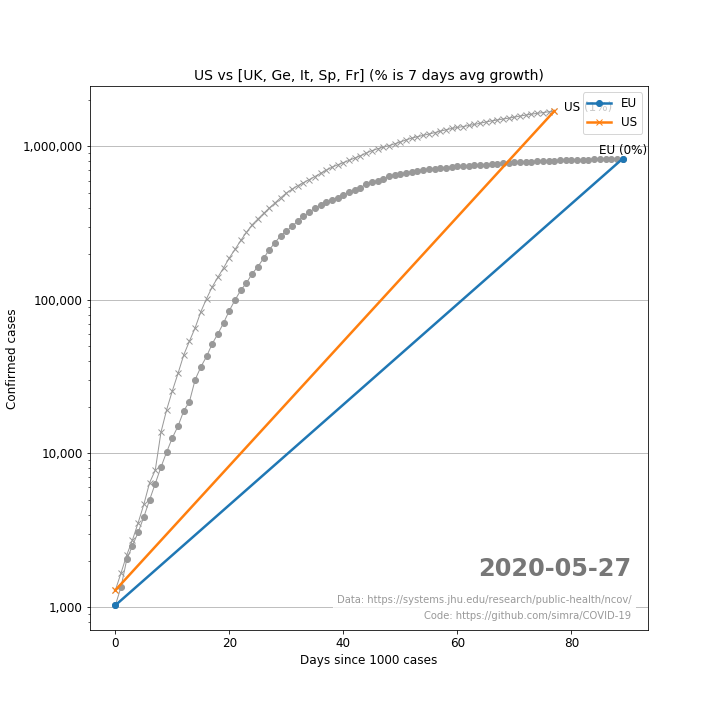 US vs [UK, Ge, It, Sp, Fr] (% is 7 days avg growth)
US (1%)
EU
US
EU (0%)
1,000,000
100,000
10,000
1,000
Confirmed cases
2020-05-27
Data: https://systems.jhu.edu/research/public-health/ncov/
Code: https://github.com/simra/COVID-19
0 20 40 60 80
Days since 1000 cases